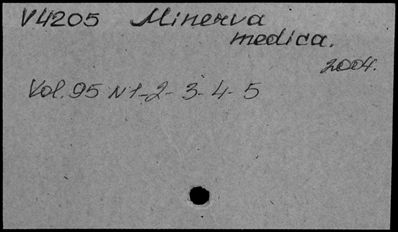 V4205 Minerva
medica.
2004.
Vol. 95 N 1-2- 3- 4- 5